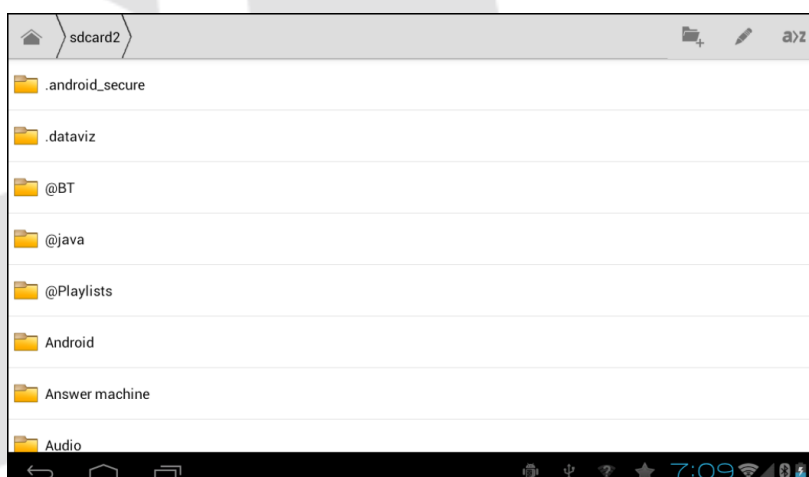 sdcard2
a>z
.android_secure
.dataviz
@BT
@java
@Playlists
Android
Answer machine
Audio
7:09